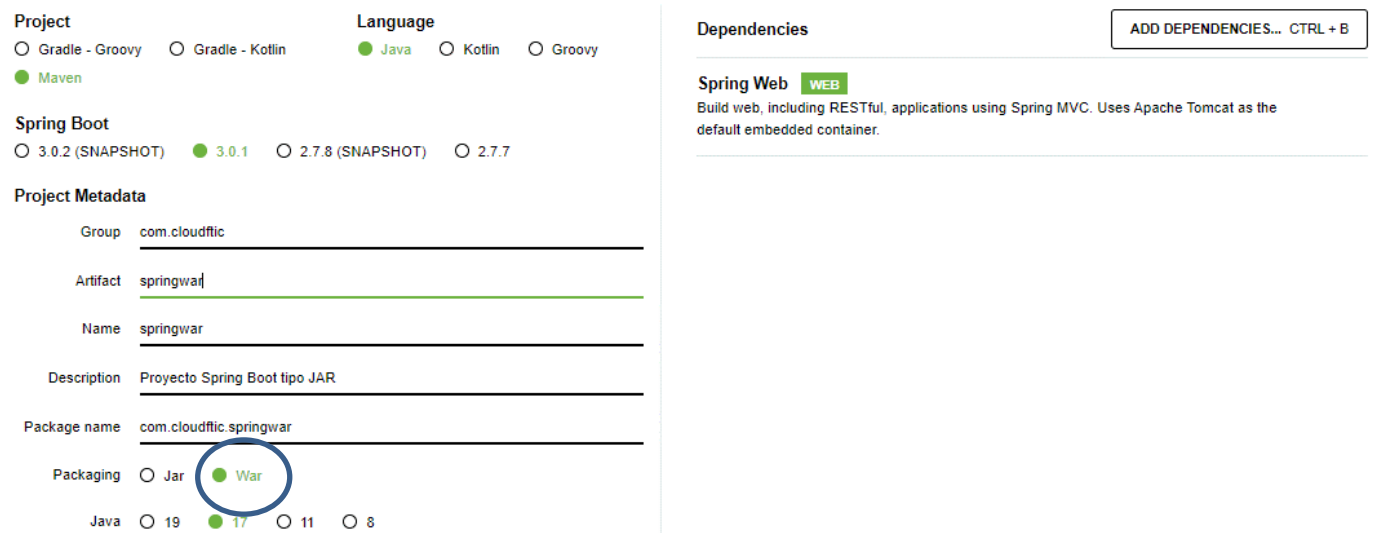 Project
Gradle - Groovy Gradle - Kotlin
Maven
Language
Java Kotlin Groovy
Spring Boot
3.0.2 (SNAPSHOT) 3.0.1 2.7.8 (SNAPSHOT) 2.7.7
Project Metadata
Group com.cloudftic
Artifact springwar
Name springwar
Description Proyecto Spring Boot tipo JAR
Package name com.cloudftic.springwar
Packaging Jar War
Java 19 17 11 8
Dependencies
ADD DEPENDENCIES... CTRL + B
Spring Web WEB
Build web, including RESTful, applications using Spring MVC. Uses Apache Tomcat as the
default embedded container.